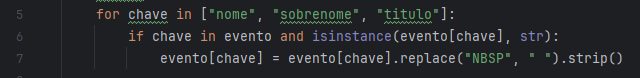 5 for chave in ["nome", "sobrenome", "titulo"]:
6 if chave in evento and isinstance(evento[chave], str):
7 evento[chave] = evento[chave].replace("NBSP", " ").strip()